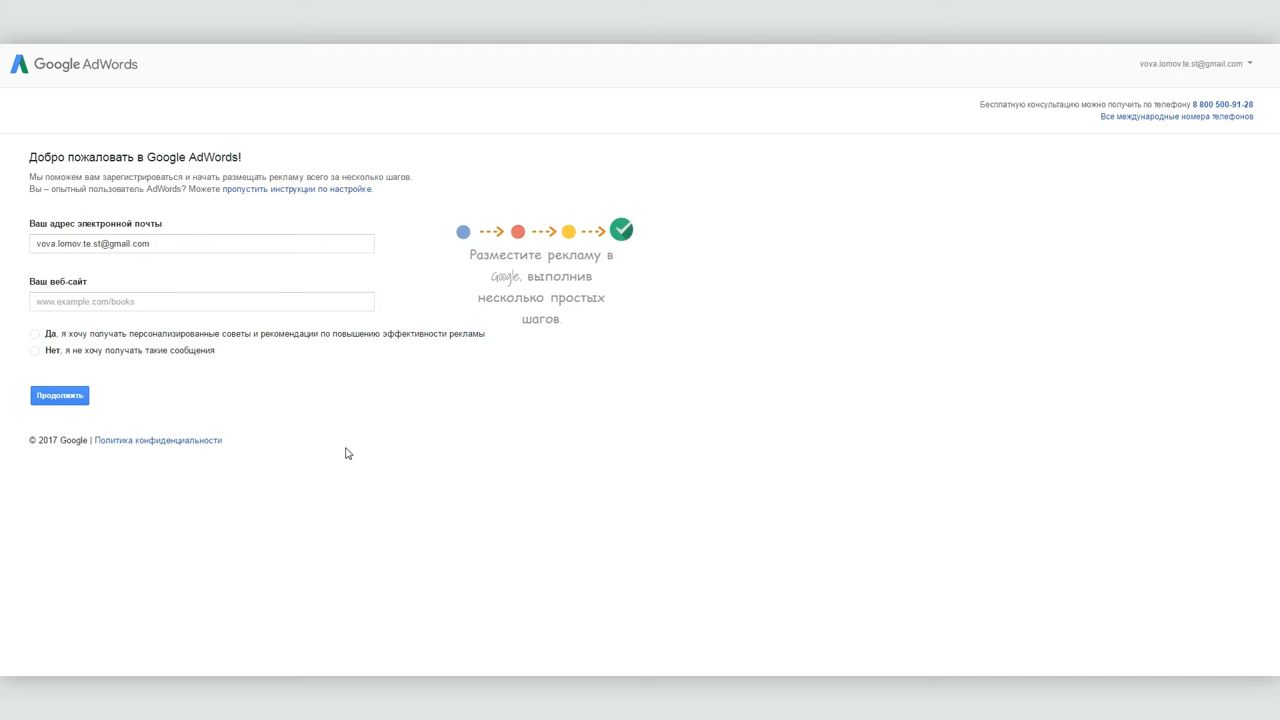 Google AdWords
vova.lomov.te.st@gmail.com
Бесплатную консультацию можно получить по телефону 8 800 500-91-28
Все международные номера телефонов
Добро пожаловать в Google AdWords!
Мы поможем вам зарегистрироваться и начать размещать рекламу всего за несколько шагов.
Вы – опытный пользователь AdWords? Можете пропустить инструкции по настройке.
Ваш адрес электронной почты
vova.lomov.te.st@gmail.com
Ваш веб-сайт
www.example.com/books
Да, я хочу получать персонализированные советы и рекомендации по повышению эффективности рекламы
Нет, я не хочу получать такие сообщения
Продолжить
Разместите рекламу в
Google, выполнив
несколько простых
шагов.
© 2017 Google | Политика конфиденциальности